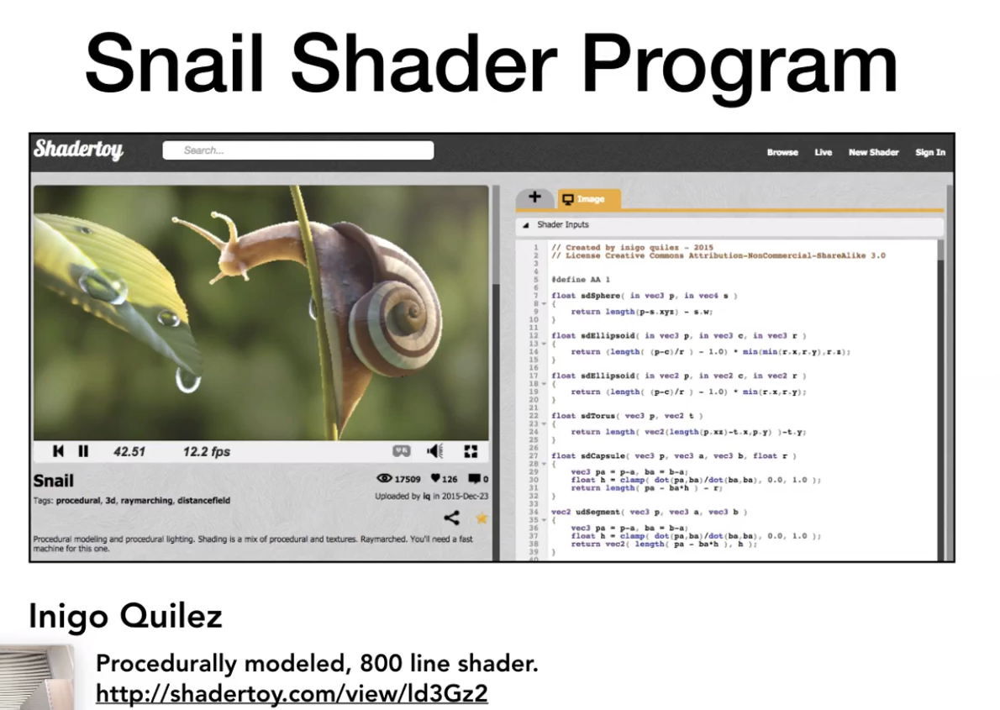 Snail Shader Program
Shadertoy
Search...
Browse Live New Shader Sign In
+ Image
Shader Inputs
1 // Created by inigo quilez - 2015
2 // License Creative Commons Attribution-NonCommercial-ShareAlike 3.0
3
4
5 #define AA 1
6
7 float sdSphere( in vec3 p, in vec4 s )
8 {
9 return length(p-s.xyz) - s.w;
10 }
11
12 float sdEllipsoid( in vec3 p, in vec3 c, in vec3 r )
13 {
14 return (length( (p-c)/r ) - 1.0) * min(min(r.x,r.y),r.z);
15 }
16
17 float sdEllipsoid( in vec2 p, in vec2 c, in vec2 r )
18 {
19 return (length( (p-c)/r ) - 1.0) * min(r.x,r.y);
20 }
21
22 float sdTorus( vec3 p, vec2 t )
23 {
24 return length( vec2(length(p.xz)-t.x,p.y) )-t.y;
25 }
26
27 float sdCapsule( vec3 p, vec3 a, vec3 b, float r )
28 {
29 vec3 pa = p-a, ba = b-a;
30 float h = clamp( dot(pa,ba)/dot(ba,ba), 0.0, 1.0 );
31 return length( pa - ba*h ) - r;
32 }
33
34 vec2 udSegment( vec3 p, vec3 a, vec3 b )
35 {
36 vec3 pa = p-a, ba = b-a;
37 float h = clamp( dot(pa,ba)/dot(ba,ba), 0.0, 1.0 );
38 return vec2( length( pa - ba*h ), h );
39 }
40
42.51 12.2 fps
Snail
17509 126 0
Tags: procedural, 3d, raymarching, distancefield
Uploaded by iq in 2015-Dec-23
Procedural modeling and procedural lighting. Shading is a mix of procedural and textures. Raymarched. You'll need a fast
machine for this one.
Inigo Quilez
Procedurally modeled, 800 line shader.
http://shadertoy.com/view/ld3Gz2